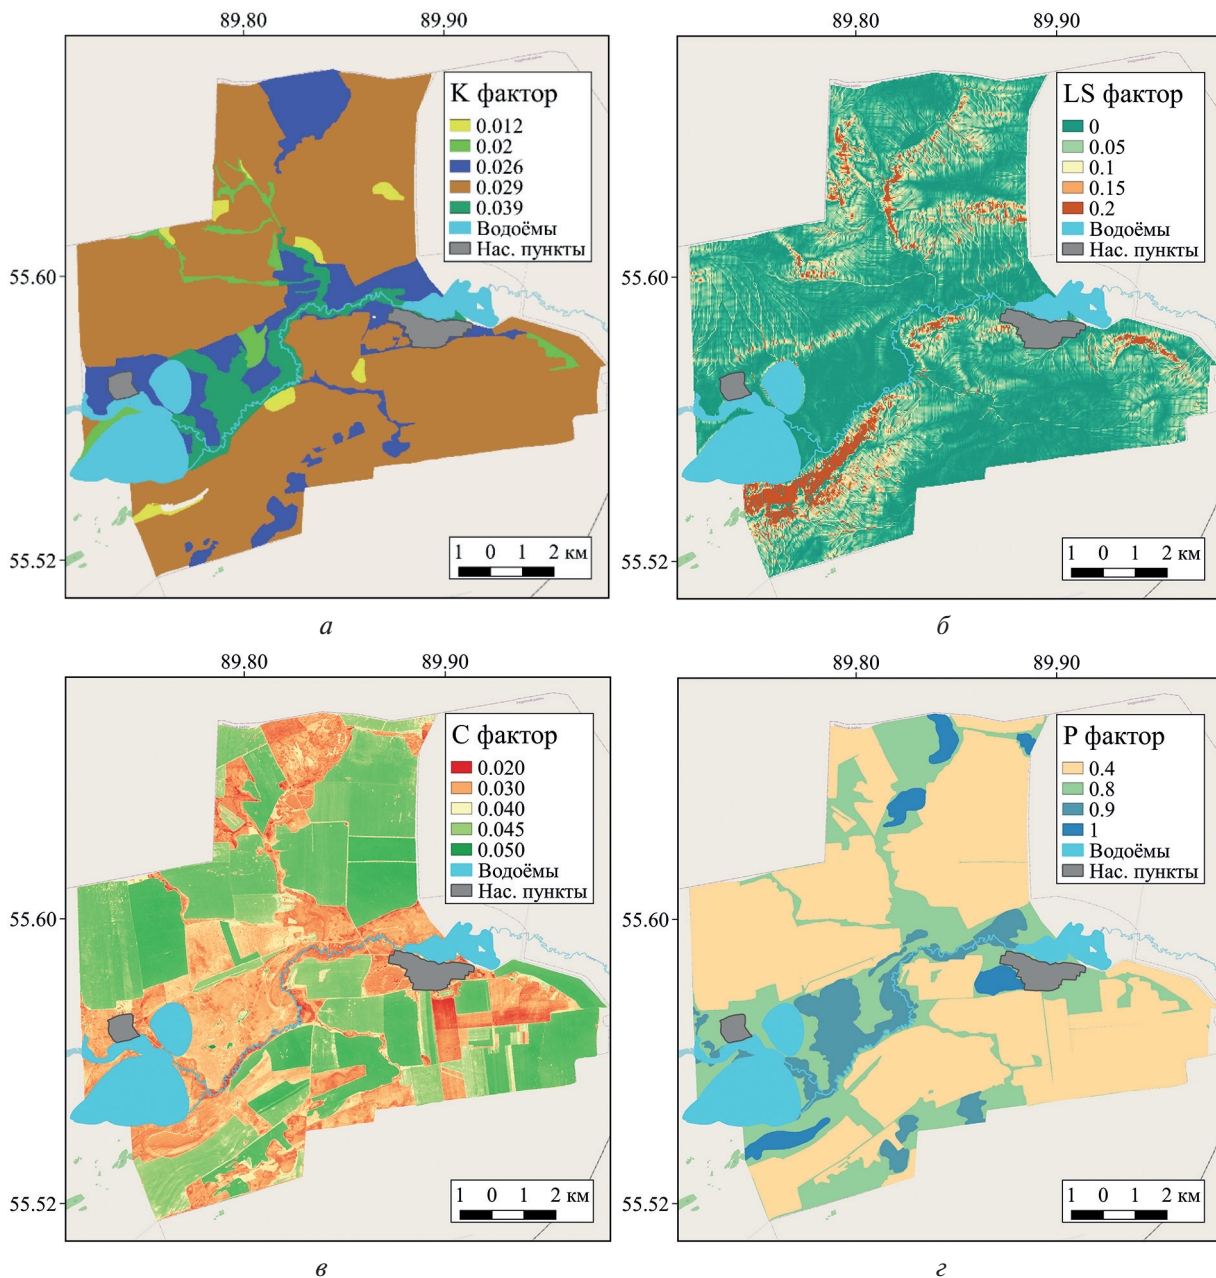 89.80 89.90
К фактор
0.012
0.02
0.026
0.029
0.039
Водоёмы
Нас. пункты
55.60
55.52
1 0 1 2 км
а
89.80 89.90
LS фактор
0
0.05
0.1
0.15
0.2
Водоёмы
Нас. пункты
55.60
55.52
1 0 1 2 км
б
89.80 89.90
С фактор
0.020
0.030
0.040
0.045
0.050
Водоёмы
Нас. пункты
55.60
55.52
1 0 1 2 км
в
89.80 89.90
Р фактор
0.4
0.8
0.9
1
Водоёмы
Нас. пункты
55.60
55.52
1 0 1 2 км
г